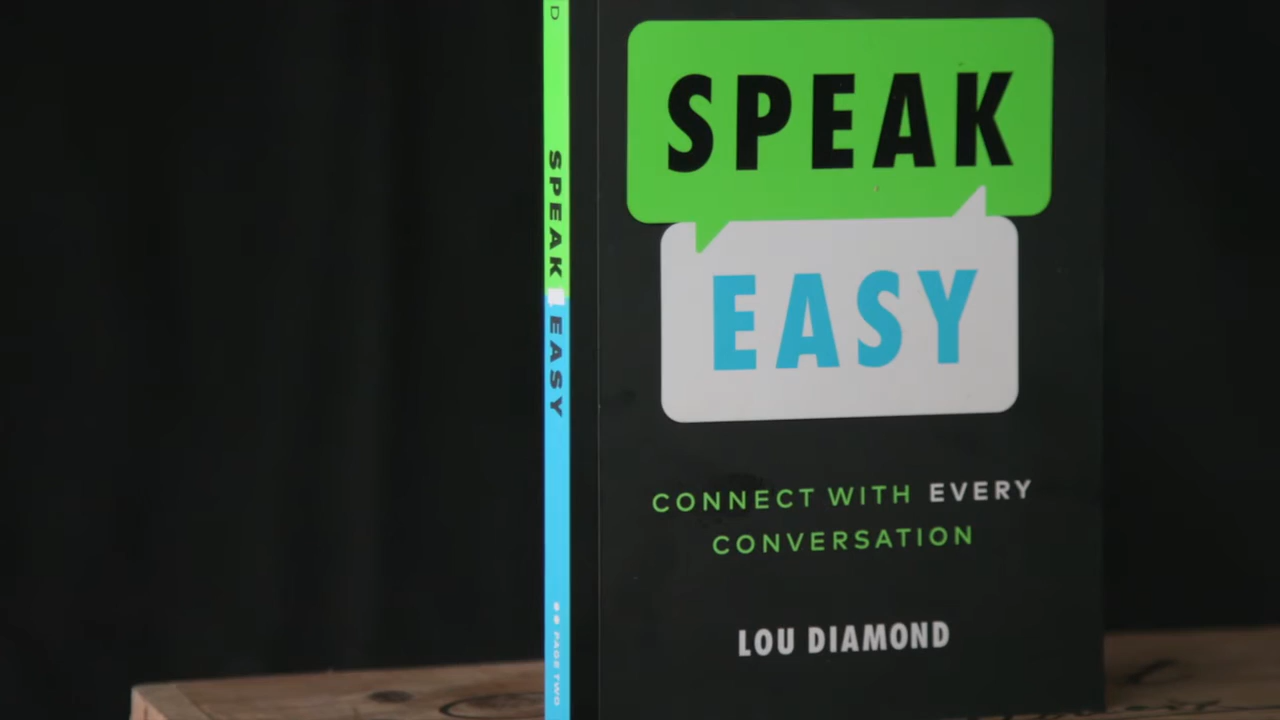 D
SPEAK EASY
PAGE TWO
SPEAK
EASY
CONNECT WITH EVERY
CONVERSATION
LOU DIAMOND